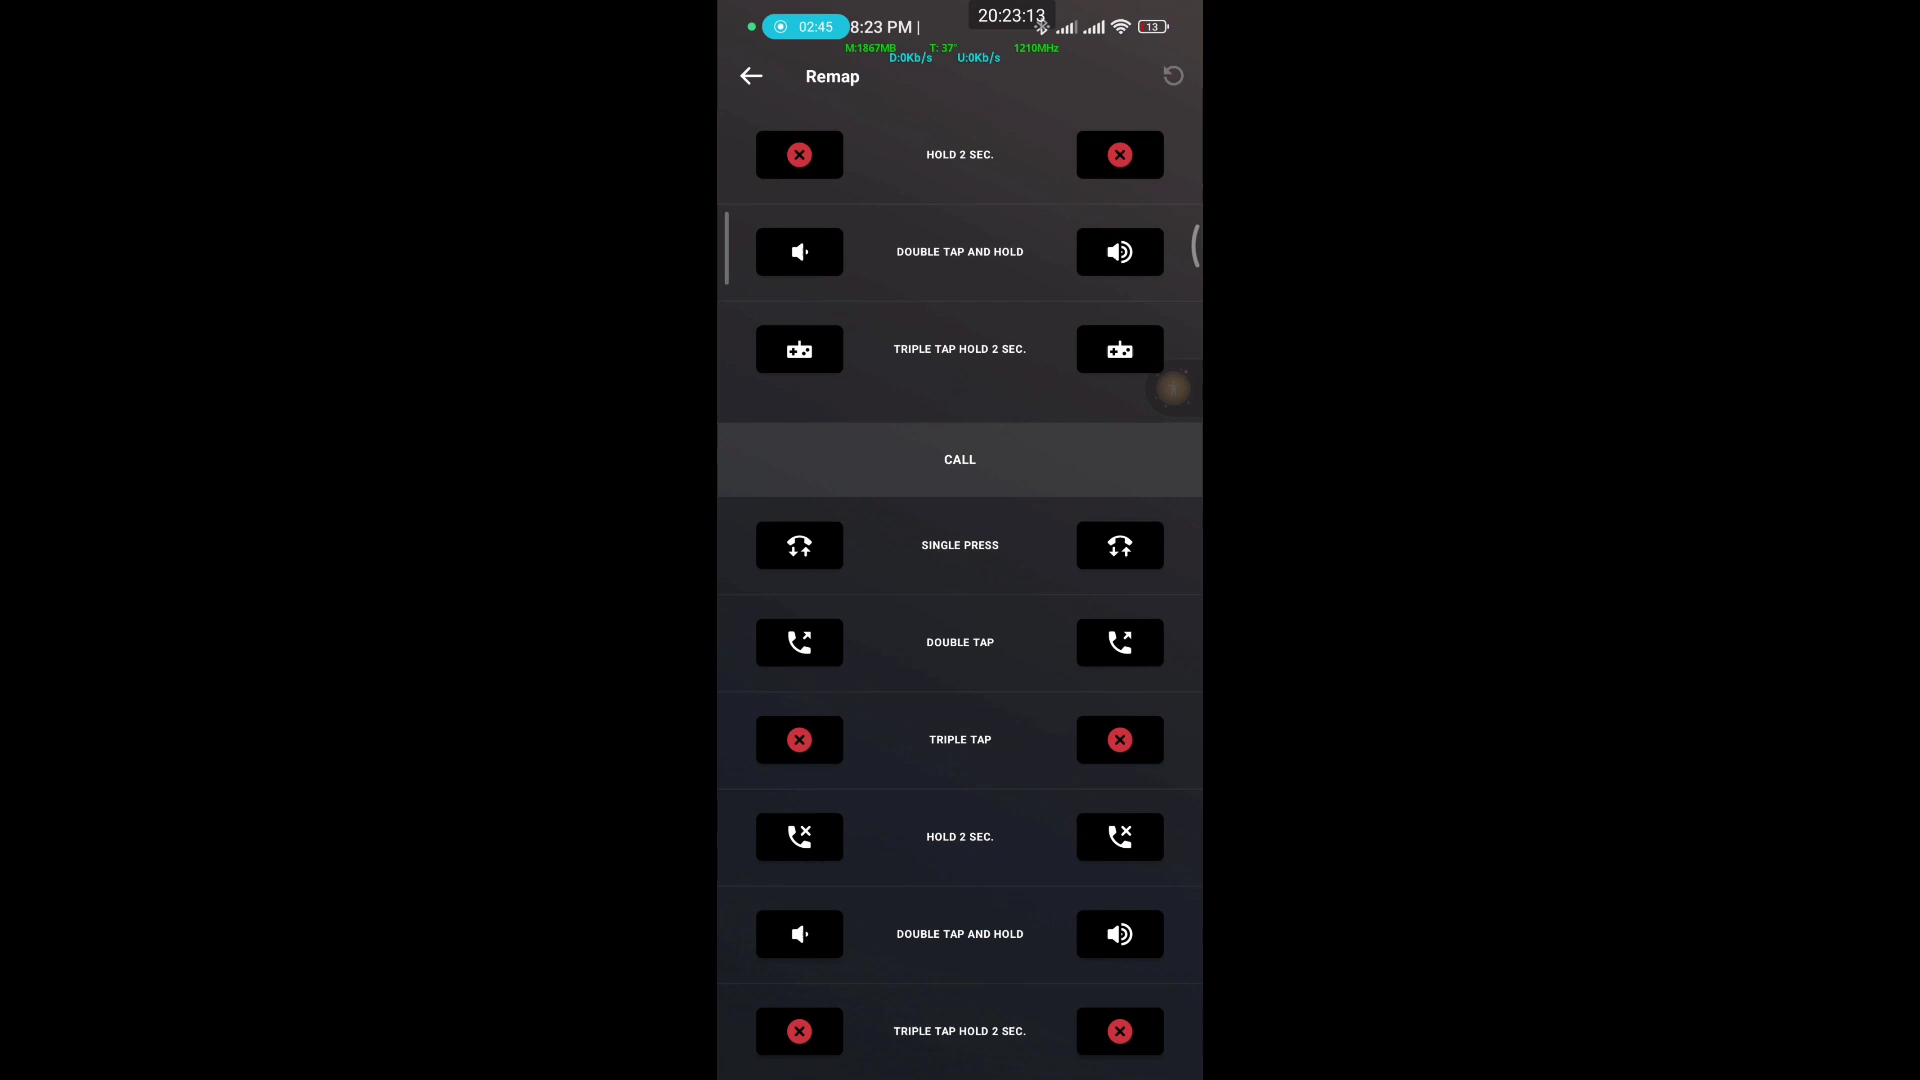 20:23:13
02:45 8:23 PM | 13
M:1867MB T: 37° 1210MHz
D:0Kb/s U:0Kb/s
Remap
HOLD 2 SEC.
DOUBLE TAP AND HOLD
TRIPLE TAP HOLD 2 SEC.
CALL
SINGLE PRESS
DOUBLE TAP
TRIPLE TAP
HOLD 2 SEC.
DOUBLE TAP AND HOLD
TRIPLE TAP HOLD 2 SEC.